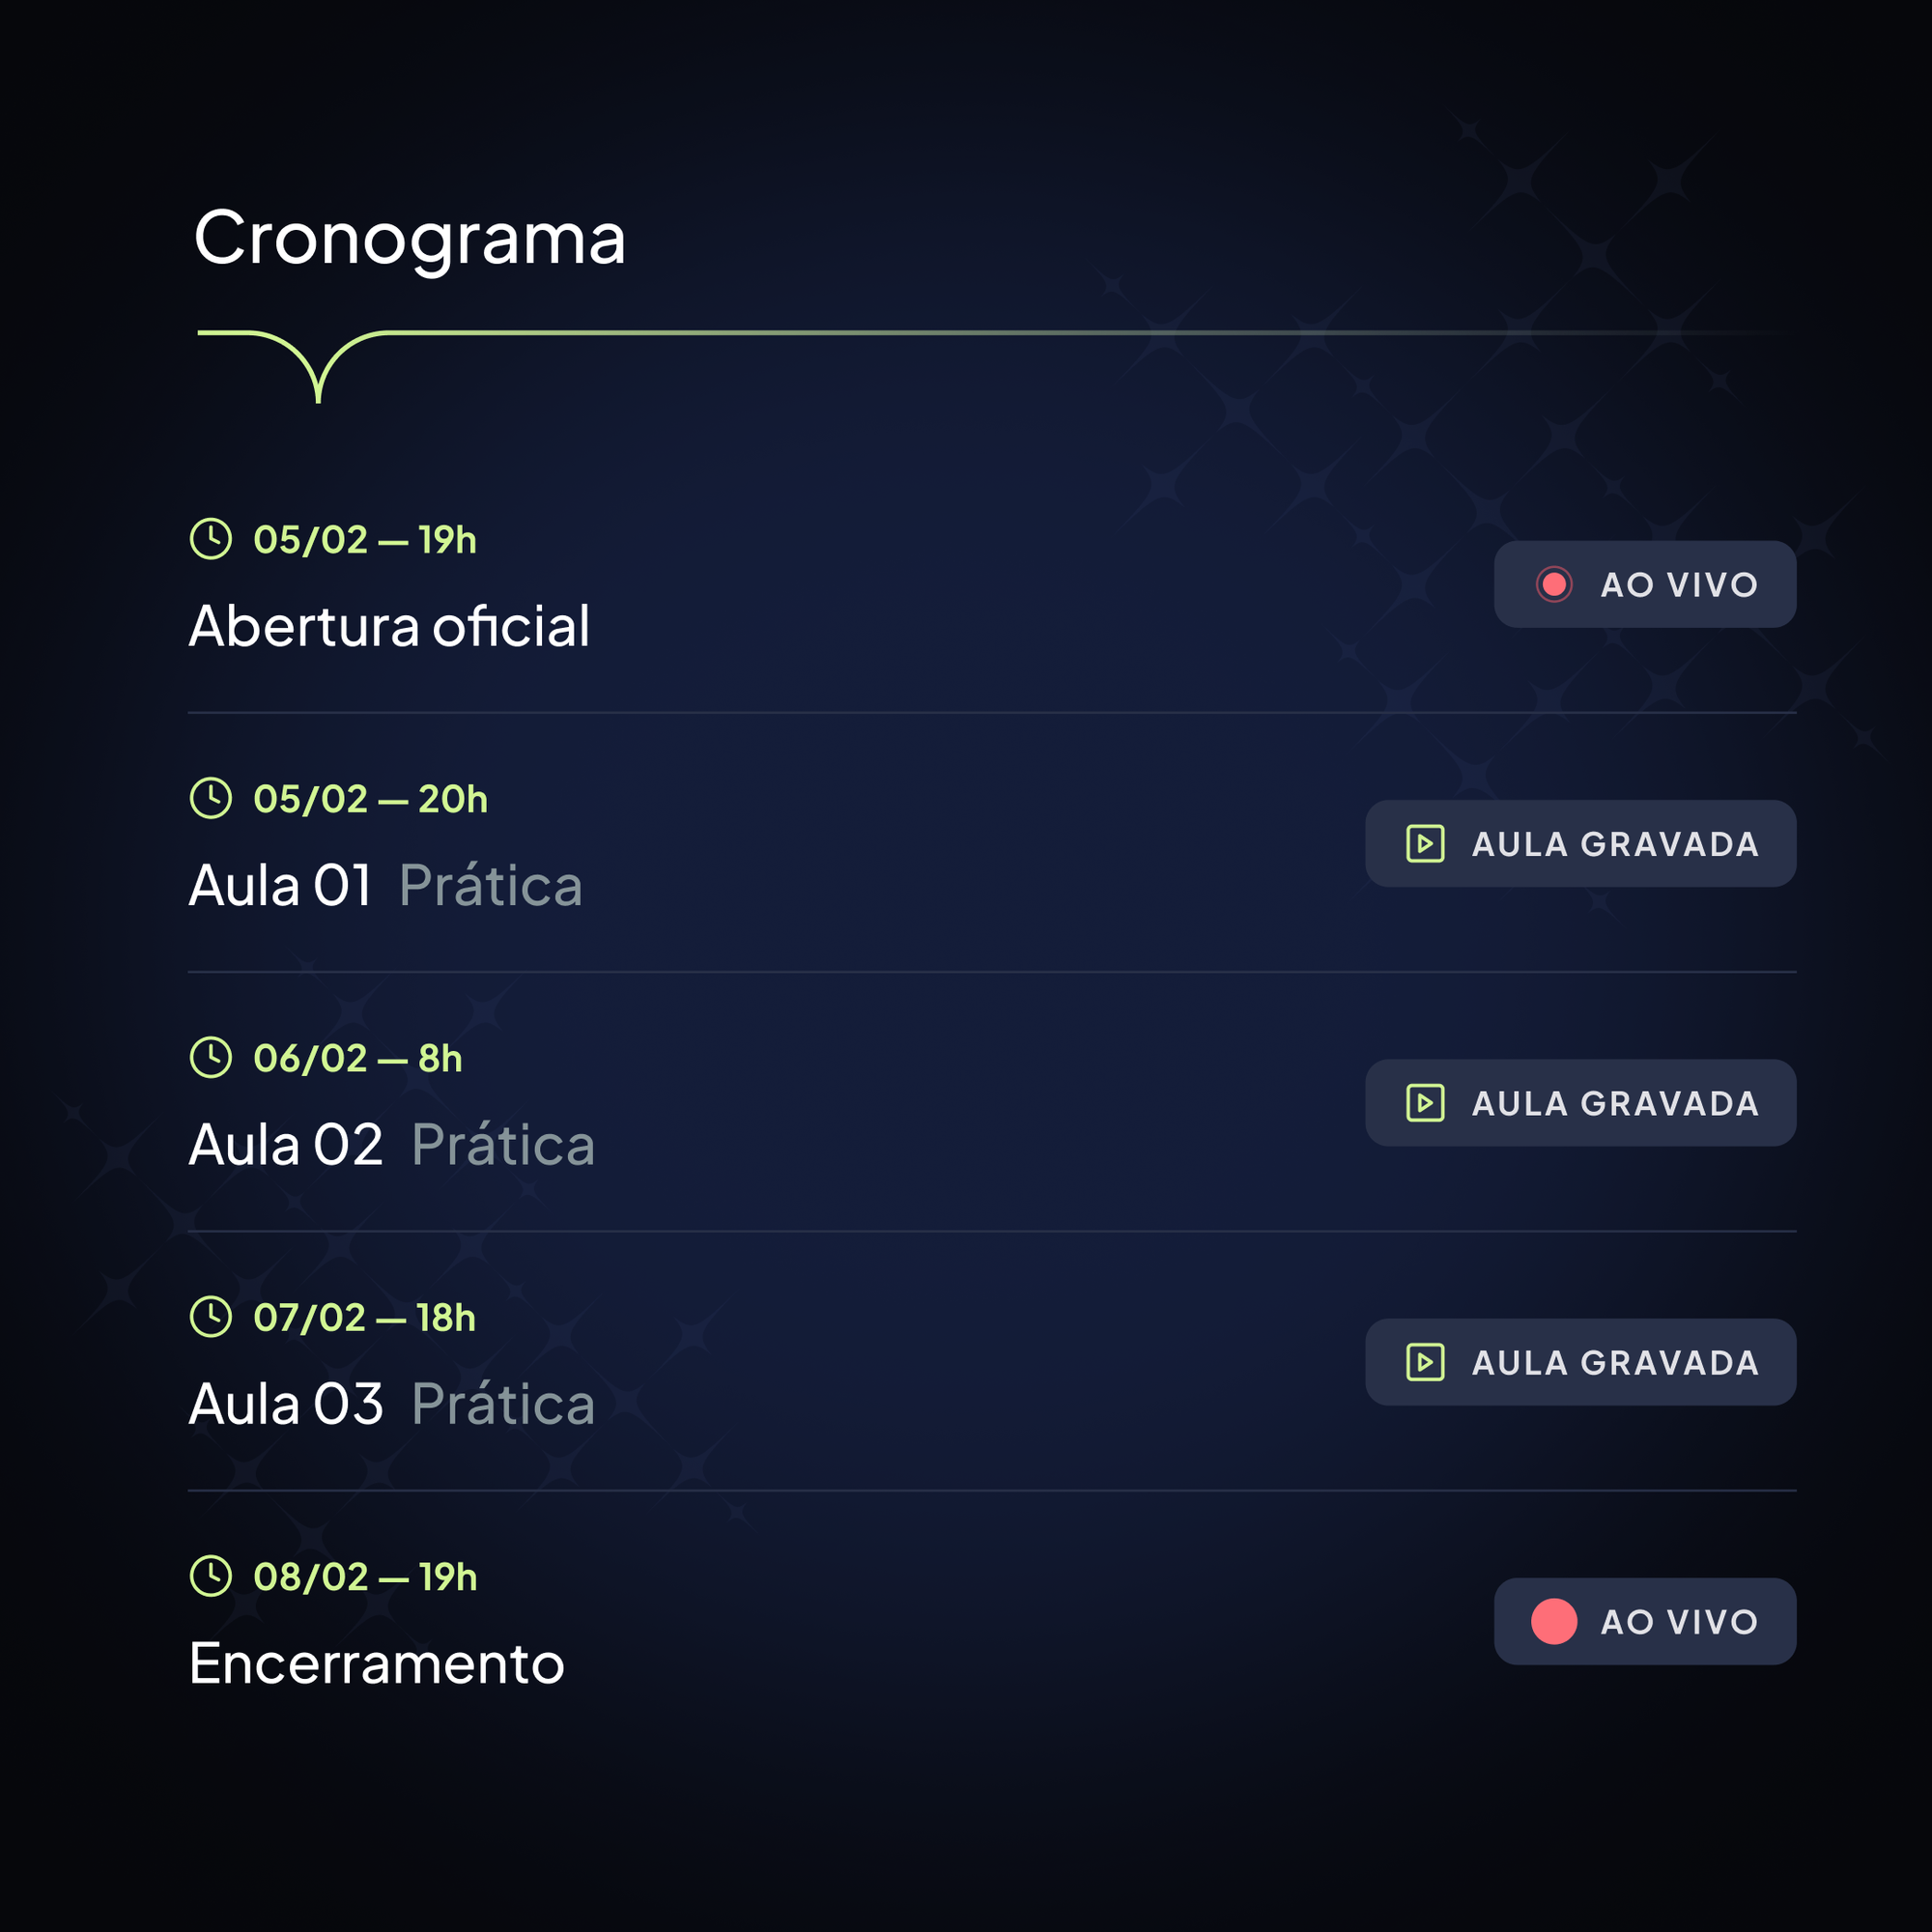 Cronograma
05/02 — 19h
Abertura oficial
AO VIVO
05/02 — 20h
Aula 01 Prática
AULA GRAVADA
06/02 — 8h
Aula 02 Prática
AULA GRAVADA
07/02 — 18h
Aula 03 Prática
AULA GRAVADA
08/02 — 19h
Encerramento
AO VIVO